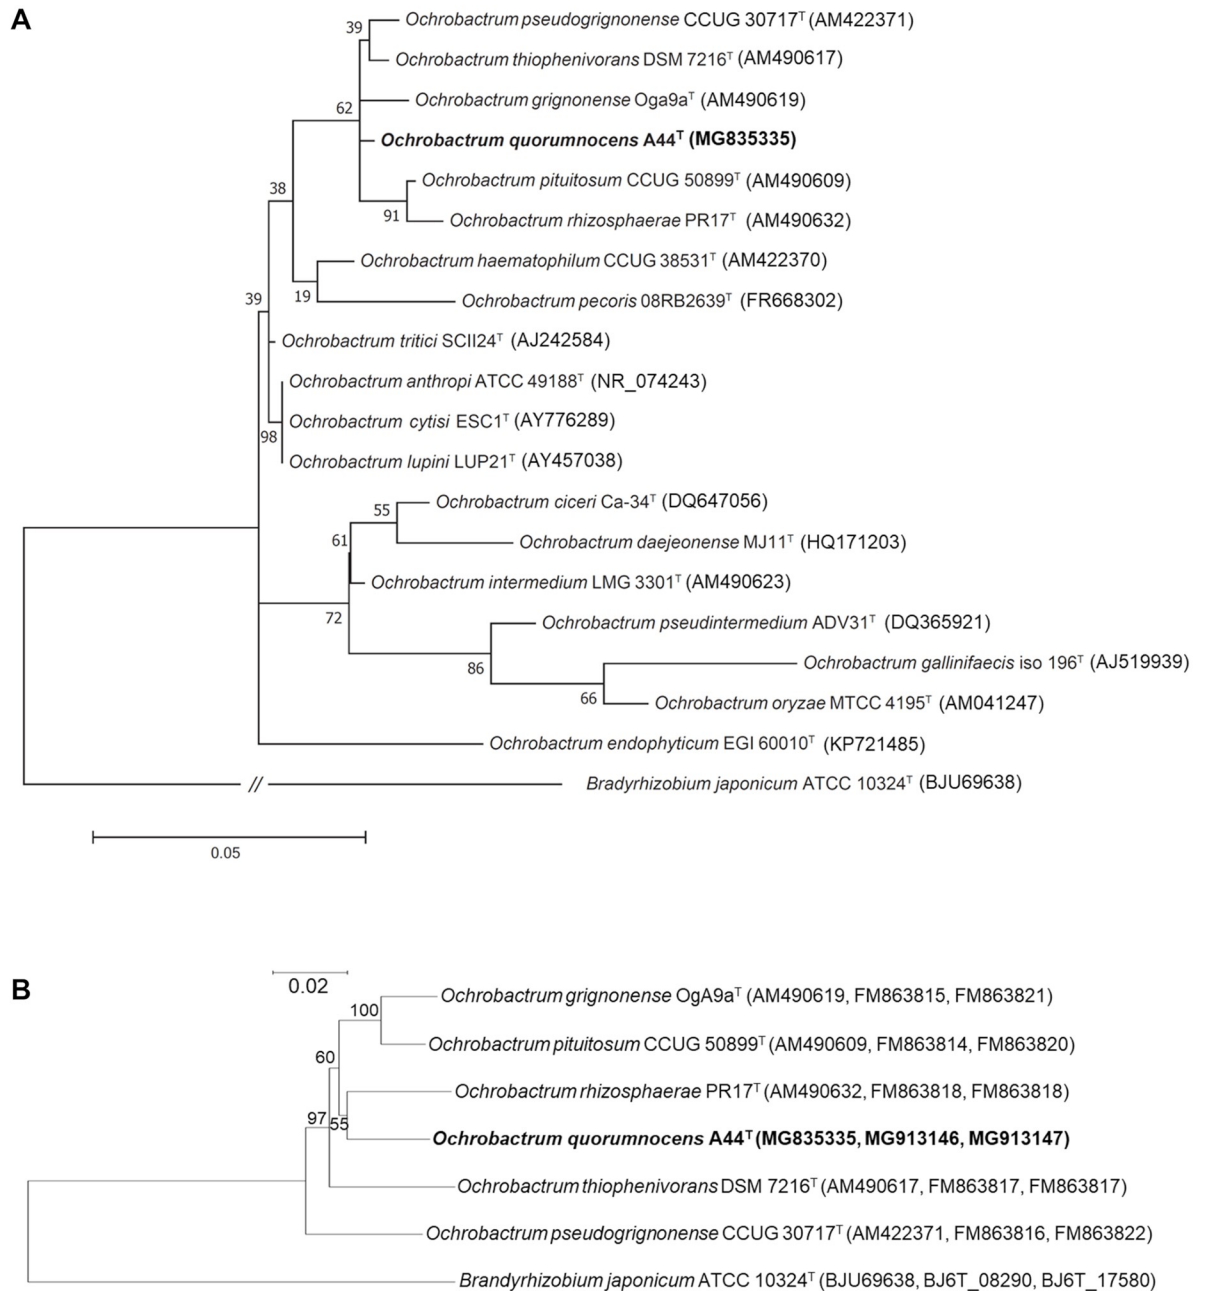 A
39
Ochrobactrum pseudogrignonense CCUG 30717T (AM422371)
Ochrobactrum thiophenivorans DSM 7216T (AM490617)
62
Ochrobactrum grignonense Oga9aT (AM490619)
Ochrobactrum quorumnocens A44T (MG835335)
38
Ochrobactrum pituitosum CCUG 50899T (AM490609)
91
Ochrobactrum rhizosphaerae PR17T (AM490632)
Ochrobactrum haematophilum CCUG 38531T (AM422370)
39
19
Ochrobactrum pecoris 08RB2639T (FR668302)
Ochrobactrum tritici SCII24T (AJ242584)
Ochrobactrum anthropi ATCC 49188T (NR_074243)
Ochrobactrum cytisi ESC1T (AY776289)
98
Ochrobactrum lupini LUP21T (AY457038)
55
Ochrobactrum ciceri Ca-34T (DQ647056)
61
Ochrobactrum daejeonense MJ11T (HQ171203)
Ochrobactrum intermedium LMG 3301T (AM490623)
72
Ochrobactrum pseudintermedium ADV31T (DQ365921)
86
Ochrobactrum gallinifaecis iso 196T (AJ519939)
66
Ochrobactrum oryzae MTCC 4195T (AM041247)
Ochrobactrum endophyticum EGI 60010T (KP721485)
//
Bradyrhizobium japonicum ATCC 10324T (BJU69638)
0.05
B
0.02
Ochrobactrum grignonense OgA9aT (AM490619, FM863815, FM863821)
100
Ochrobactrum pituitosum CCUG 50899T (AM490609, FM863814, FM863820)
60
Ochrobactrum rhizosphaerae PR17T (AM490632, FM863818, FM863818)
97
55
Ochrobactrum quorumnocens A44T (MG835335, MG913146, MG913147)
Ochrobactrum thiophenivorans DSM 7216T (AM490617, FM863817, FM863817)
Ochrobactrum pseudogrignonense CCUG 30717T (AM422371, FM863816, FM863822)
Brandyrhizobium japonicum ATCC 10324T (BJU69638, BJ6T_08290, BJ6T_17580)